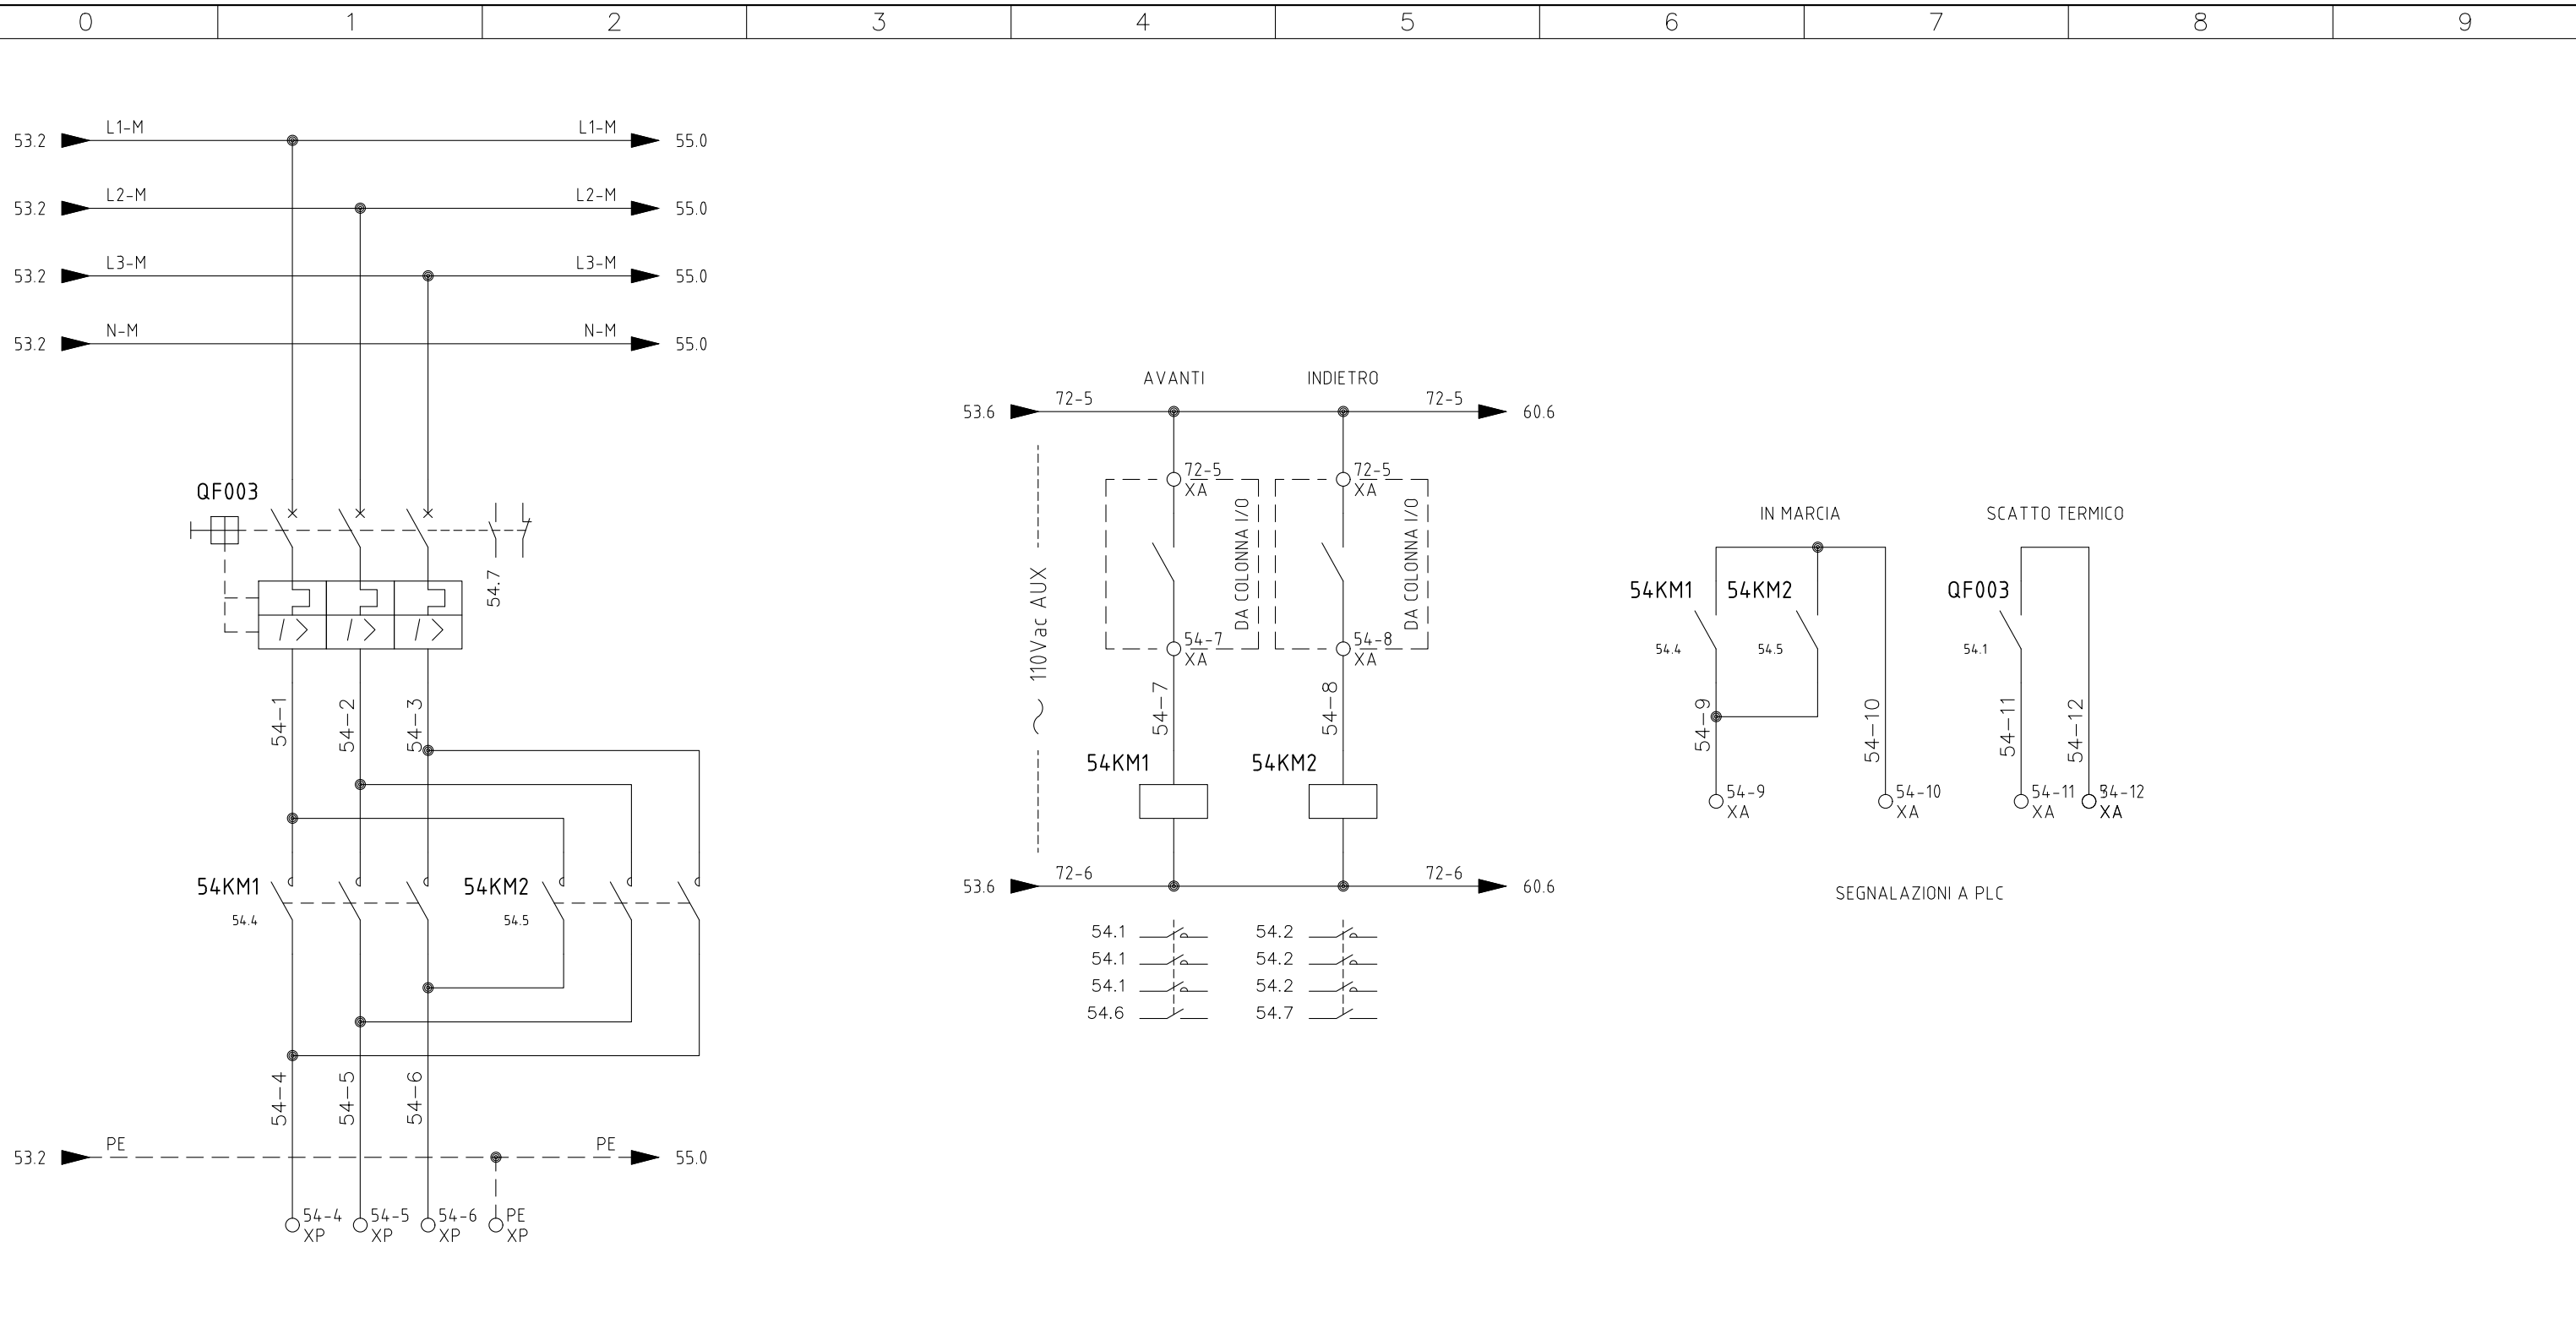 0 1 2 3 4 5 6 7 8 9
53.2 L1-M L1-M 55.0
53.2 L2-M L2-M 55.0
53.2 L3-M L3-M 55.0
53.2 N-M N-M 55.0
AVANTI INDIETRO
53.6 72-5 72-5 60.6
72-5 72-5
XA XA
QF003
54.7
DA COLONNA I/O DA COLONNA I/O
110Vac AUX
54-7 54-8
XA XA
54-1 54-2 54-3
54-7 54-8
54KM1 54KM2
53.6 72-6 72-6 60.6
54KM1 54KM2
54.4 54.5
54.1 54.2
54.1 54.2
54.1 54.2
54.6 54.7
IN MARCIA SCATTO TERMICO
54KM1 54KM2 QF003
54.4 54.5 54.1
54-9 54-10 54-11 54-12
54-9 54-10 54-11 54-12
XA XA XA XA
SEGNALAZIONI A PLC
54-4 54-5 54-6
53.2 PE PE 55.0
54-4 54-5 54-6 PE
XP XP XP XP